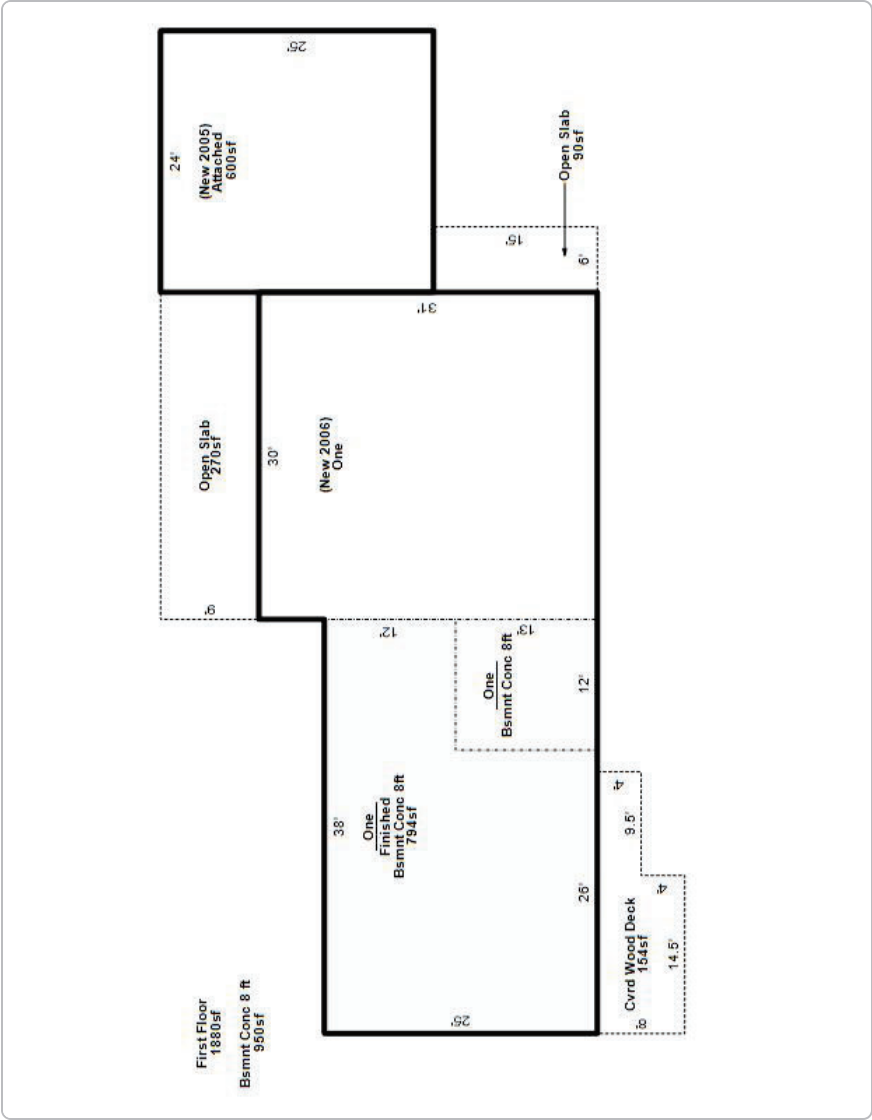 First Floor
1880sf
Bsmnt Conc 8 ft
950sf
9'
Open Slab
270sf
24'
(New 2005)
Attached
600sf
25'
30'
(New 2006)
One
31'
38'
One
Finished
Bsmnt Conc 8ft
794sf
12'
25'
One
Bsmnt Conc 8ft
13'
12'
26'
15'
6'
Open Slab
90sf
8'
Cvrd Wood Deck
154sf
14.5'
4'
9.5'
4'